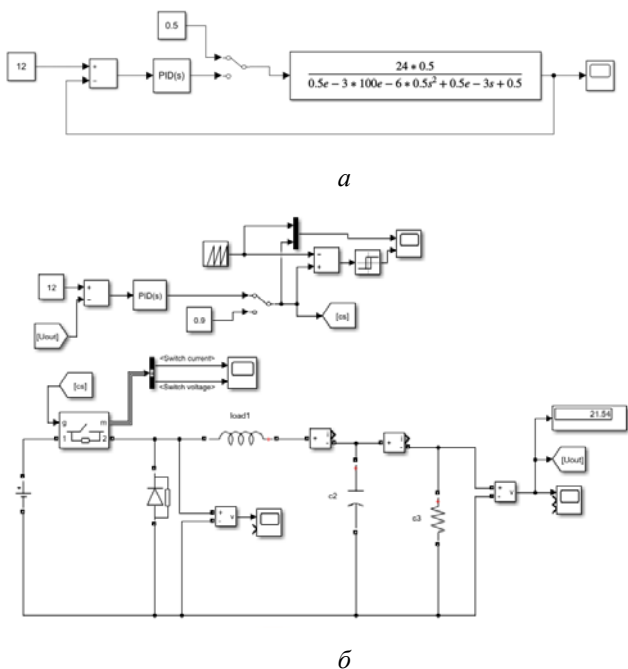 0.5
12
+
−
PID(s)
24 * 0.5
0.5e − 3 * 100e − 6 * 0.5s² + 0.5e − 3s + 0.5
а
12
+
−
PID(s)
−
+
0.9
[Uout]
[cs]
<Switch current>
<Switch voltage>
[cs]
g m
1 2
load1
+
-
i
+
-
i
21.54
[Uout]
+
-
v
+
-
v
c2
c3
+
б